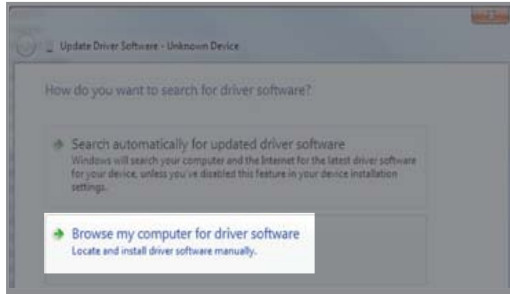 Update Driver Software - Unknown Device
How do you want to search for driver software?
Search automatically for updated driver software
Windows will search your computer and the Internet for the latest driver software
for your device, unless you've disabled this feature in your device installation
settings.
Browse my computer for driver software
Locate and install driver software manually.